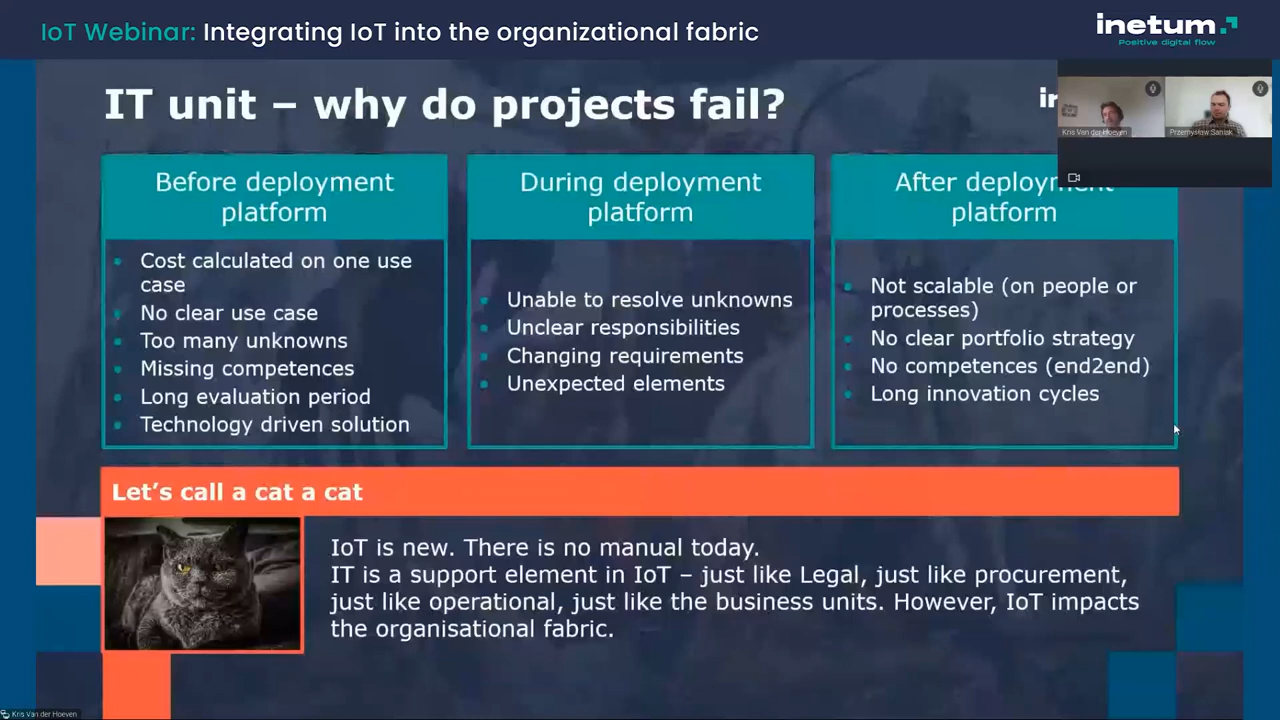 IoT Webinar: Integrating IoT into the organizational fabric
inetum
Positive digital flow
IT unit – why do projects fail?
Kris Van der Hoeven
Przemysław Saniak
Before deployment
platform
Cost calculated on one use
case
No clear use case
Too many unknowns
Missing competences
Long evaluation period
Technology driven solution
During deployment
platform
Unable to resolve unknowns
Unclear responsibilities
Changing requirements
Unexpected elements
After deployment
platform
Not scalable (on people or
processes)
No clear portfolio strategy
No competences (end2end)
Long innovation cycles
Let's call a cat a cat
IoT is new. There is no manual today.
IT is a support element in IoT – just like Legal, just like procurement,
just like operational, just like the business units. However, IoT impacts
the organisational fabric.
Kris Van der Hoeven